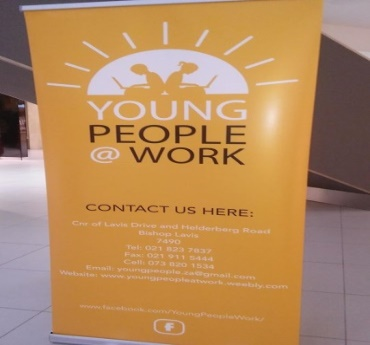 YOUNG
PEOPLE
@ WORK
CONTACT US HERE:
Cnr of Lavis Drive and Helderberg Road
Bishop Lavis
7490
Tel: 021 823 7837
Fax: 021 911 5444
Cell: 073 820 1534
Email: youngpeople.za@gmail.com
Website: www.youngpeopleatwork.weebly.com
www.facebook.com/YoungPeopleWork/
f